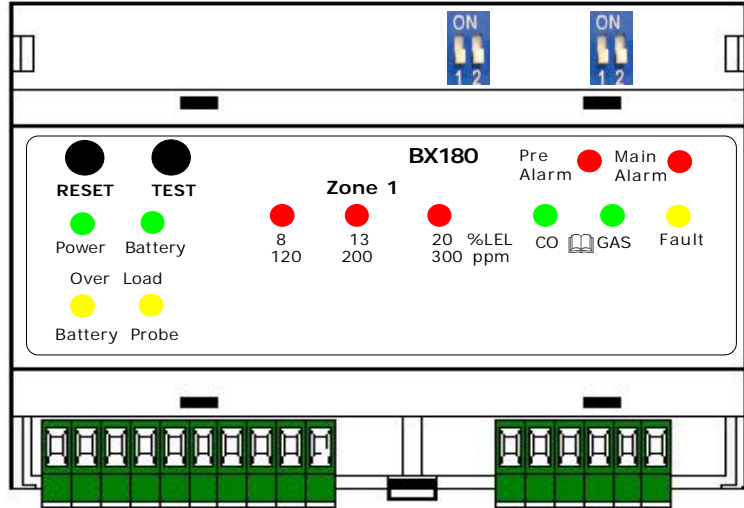 ON ON
1 2 1 2
BX180 Pre Main
Alarm Alarm
RESET TEST Zone 1
Power Battery 8 13 20 %LEL CO GAS Fault
120 200 300 ppm
Over Load
Battery Probe